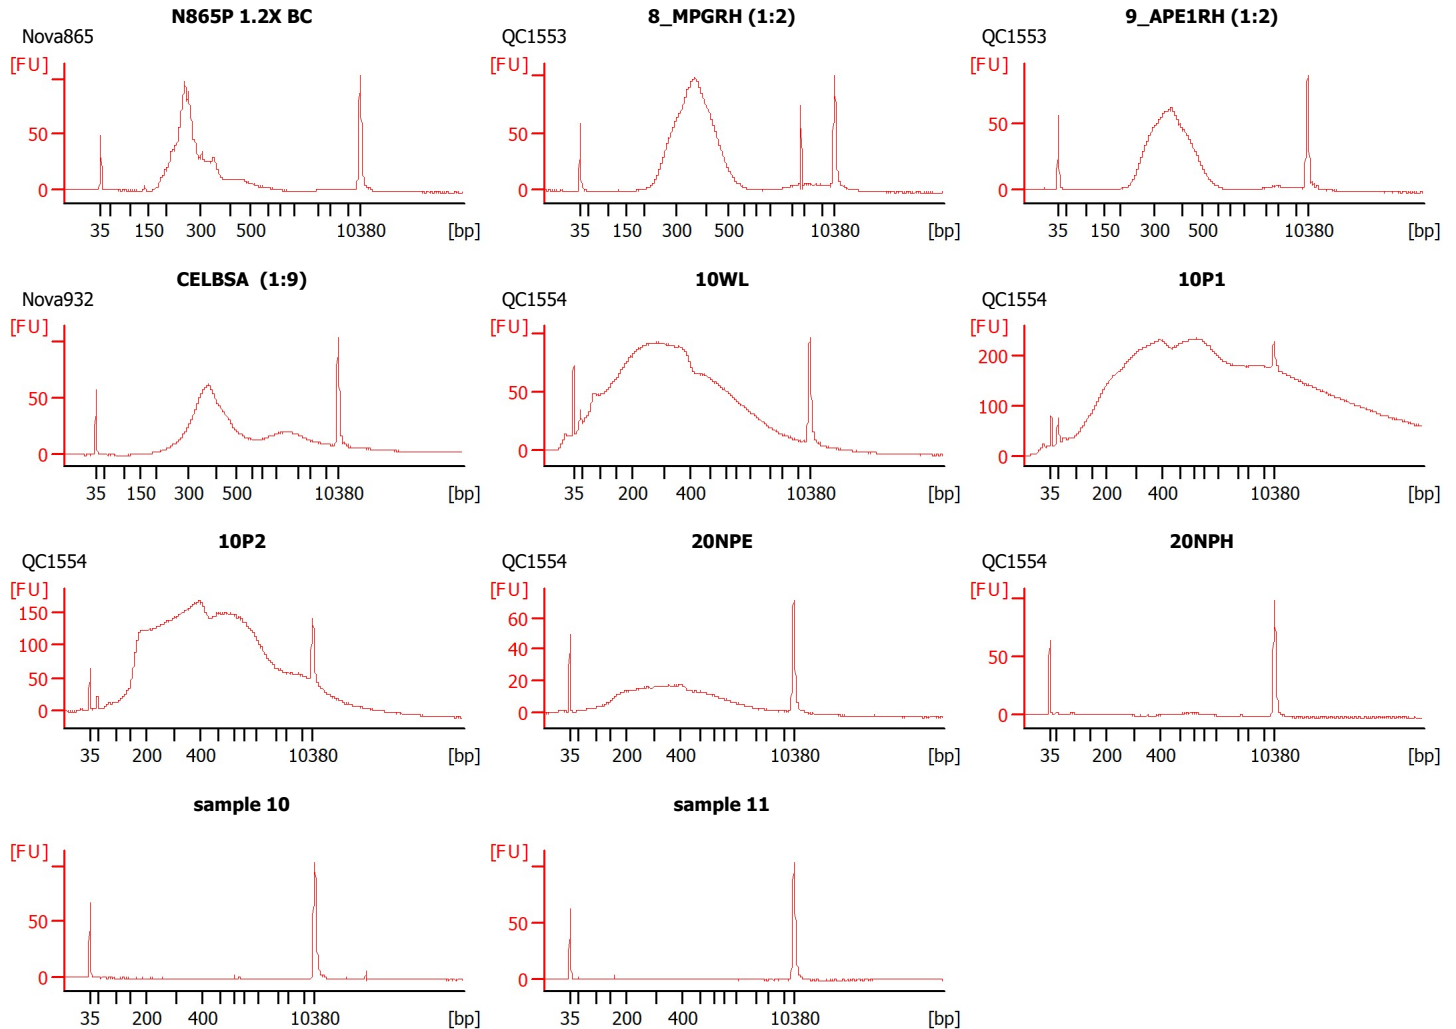 N865P 1.2X BC
Nova865
[FU]
50
0
35 150 300 500 10380 [bp]
8_MPGRH (1:2)
QC1553
[FU]
50
0
35 150 300 500 10380 [bp]
9_APE1RH (1:2)
QC1553
[FU]
50
0
35 150 300 500 10380 [bp]
CELBSA (1:9)
Nova932
[FU]
50
0
35 150 300 500 10380 [bp]
10WL
QC1554
[FU]
50
0
35 200 400 10380 [bp]
10P1
QC1554
[FU]
200
100
0
35 200 400 10380 [bp]
10P2
QC1554
[FU]
150
100
50
0
35 200 400 10380 [bp]
20NPE
QC1554
[FU]
60
40
20
0
35 200 400 10380 [bp]
20NPH
QC1554
[FU]
50
0
35 200 400 10380 [bp]
sample 10
[FU]
50
0
35 200 400 10380 [bp]
sample 11
[FU]
50
0
35 200 400 10380 [bp]